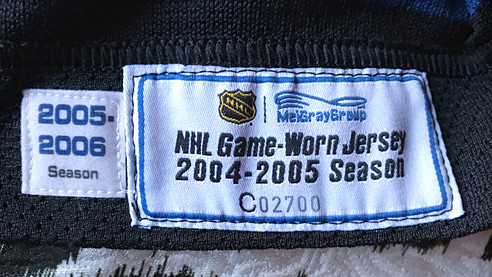 2005-
2006
Season
NHL
MeiGrayGroup
NHL Game-Worn Jersey
2004-2005 Season
C02700